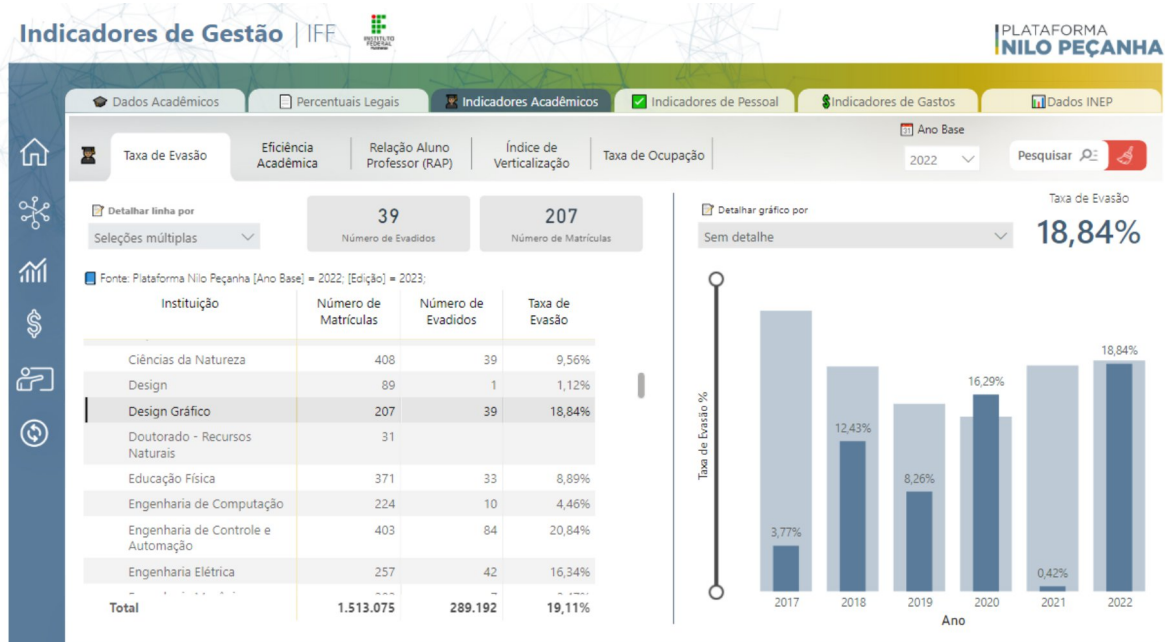 Indicadores de Gestão | IFF
INSTITUTO
FEDERAL
Fluminense
PLATAFORMA
NILO PEÇANHA
Dados Acadêmicos
Percentuais Legais
Indicadores Acadêmicos
Indicadores de Pessoal
Indicadores de Gastos
Dados INEP
Taxa de Evasão
Eficiência
Acadêmica
Relação Aluno
Professor (RAP)
Índice de
Verticalização
Taxa de Ocupação
Ano Base
2022
Pesquisar
Detalhar linha por
Seleções múltiplas
39
Número de Evadidos
207
Número de Matrículas
Detalhar gráfico por
Sem detalhe
Taxa de Evasão
18,84%
Fonte: Plataforma Nilo Peçanha [Ano Base] = 2022; [Edição] = 2023;
Instituição Número de Matrículas Número de Evadidos Taxa de Evasão
Ciências da Natureza 408 39 9,56%
Design 89 1 1,12%
Design Gráfico 207 39 18,84%
Doutorado - Recursos 31
Naturais
Educação Física 371 33 8,89%
Engenharia de Computação 224 10 4,46%
Engenharia de Controle e 403 84 20,84%
Automação
Engenharia Elétrica 257 42 16,34%
Total 1.513.075 289.192 19,11%
Taxa de Evasão %
3,77%
12,43%
8,26%
16,29%
0,42%
18,84%
2017 2018 2019 2020 2021 2022
Ano